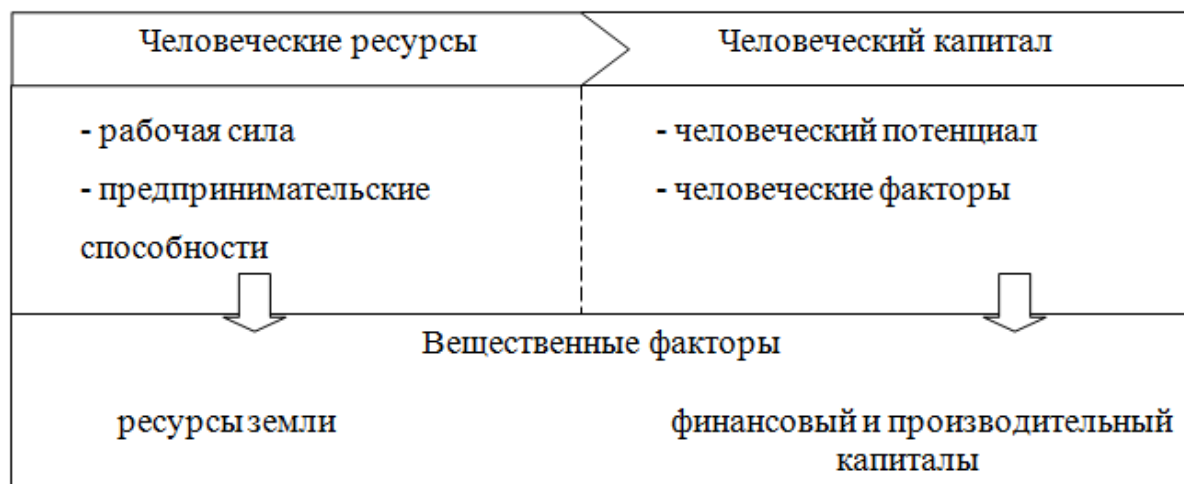 Человеческие ресурсы
Человеческий капитал
- рабочая сила
- предпринимательские
способности
- человеческий потенциал
- человеческие факторы
Вещественные факторы
ресурсы земли
финансовый и производительный
капиталы